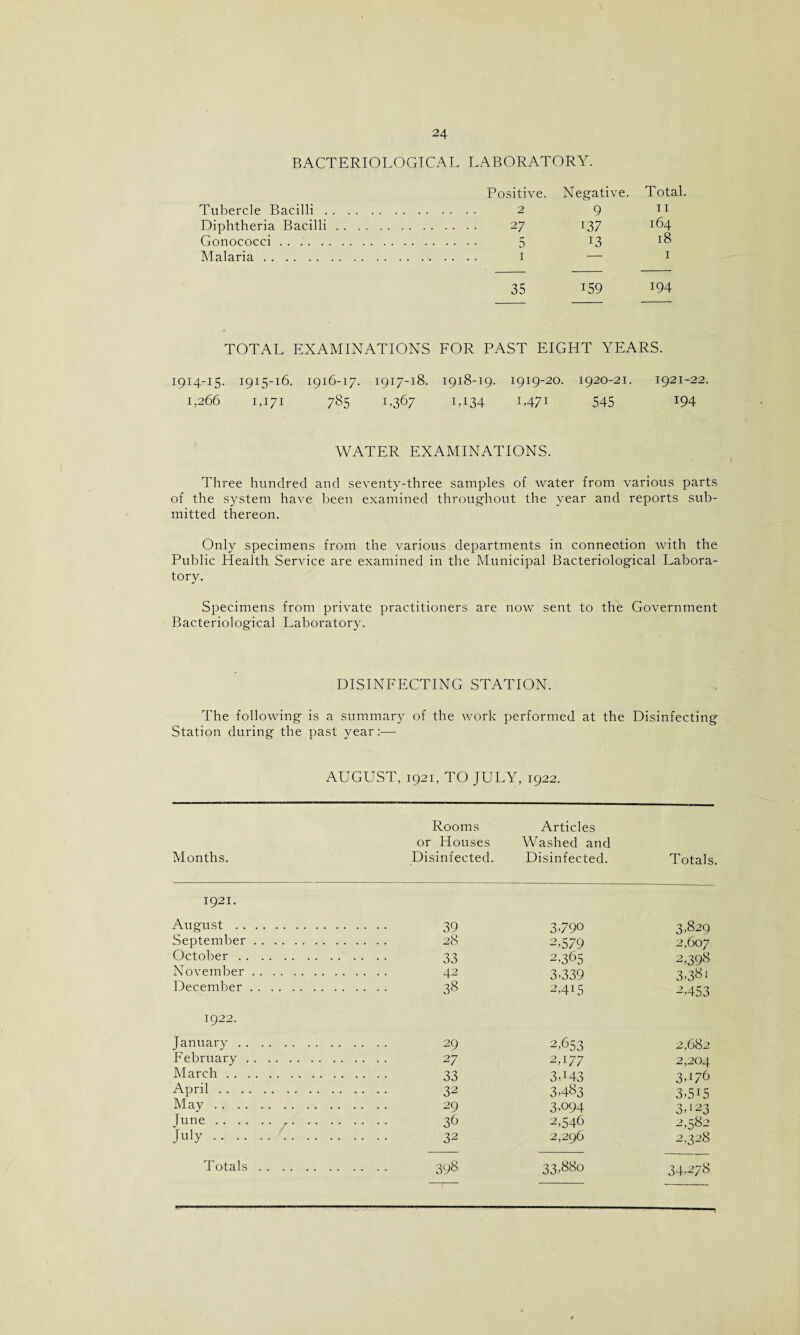 24
BACTERIOLOGICAL LABORATORY.
Positive. Negative. Total.
Tubercle Bacilli .. .. .. .. .. .. .. .. 2 9 11
Diphtheria Bacilli .. .. .. .. .. .. .. .. 27 137 164
Gonococci .. .. .. .. .. .. .. .. .. .. 5 13 18
Malaria .. .. .. .. .. .. .. .. .. .. 1 — 1
35 159 194
TOTAL EXAMINATIONS FOR PAST EIGHT YEARS.
1914-15. 1915-16. 1916-17. 1917-18. 1918-19. 1919-20. 1920-21. 1921-22.
1,266 1,171 785 1,367 1,134 1,471 545 194
WATER EXAMINATIONS.
Three hundred and seventy-three samples of water from various parts
of the system have been examined throughout the year and reports sub-
mitted thereon.
Only specimens from the various departments in connection with the
Public Health Service are examined in the Municipal Bacteriological Labora-
tory.
Specimens from private practitioners are now sent to the Government
Bacteriological Laboratory.
DISINFECTING STATION.
The following is a summary of the work performed at the Disinfecting
Station during the past year:—
AUGUST, 1921, TO JULY, 1922.
Rooms Articles
or Houses Washed and
Months. Disinfected. Disinfected. Totals.
1921.
August .. .. .. .. .. .. .. 39 3,790 3,829
September .. .. .. .. .. .. .. 28 2,579 2,607
October .. .. .. .. .. .. .. 33 2,365 2,398
November .. .. .. .. .. .. .. 42 3,339 3,381
December .. .. .. .. .. .. .. 38 2,415 2,453
1922.
January .. .. .. .. .. .. .. 29 2,653 2,682
February .. .. .. .. .. .. .. 27 2,177 2,204
March .. .. .. .. .. .. .. 33 3,143 3,176
April .. .. .. .. .. .. .. 32 3,483 3,515
May .. .. .. .. .. .. .. 29 3,094 3,123
June .. .. .. .. .. .. .. 36 2,546 2,582
July .. .. .. .. .. .. .. 32 2,296 2,328
Totals .. .. .. .. .. .. 398 33,880 34,278